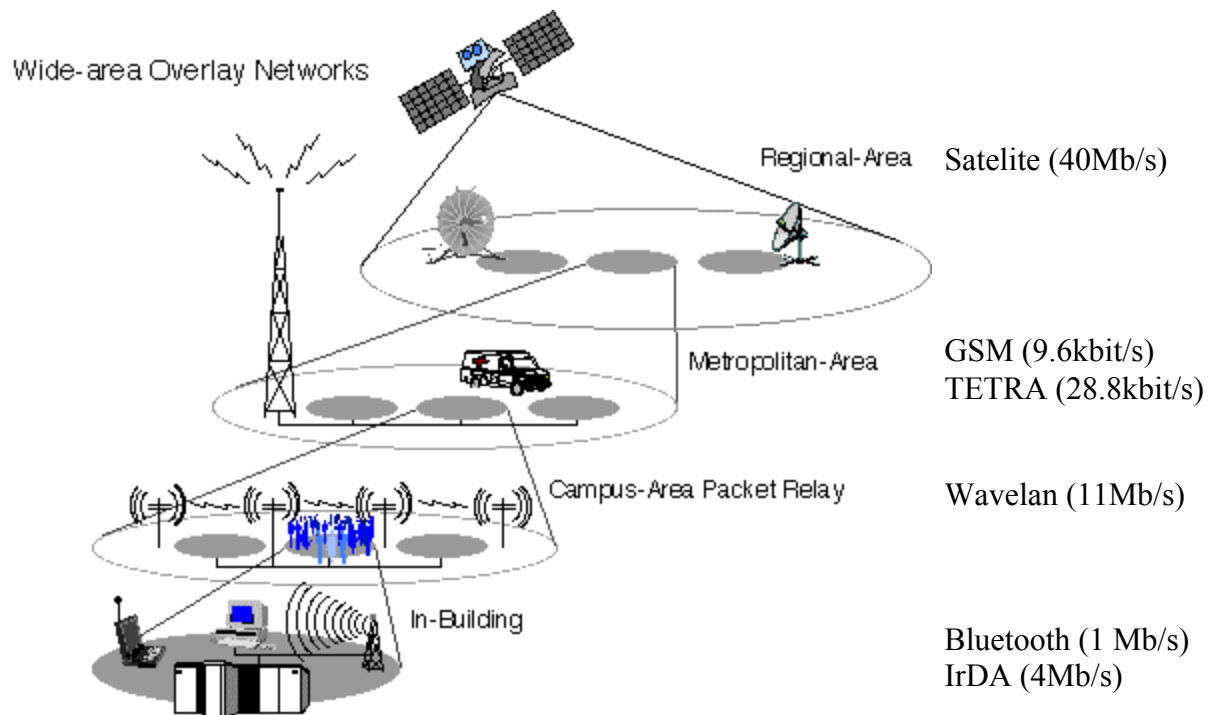 Wide-area Overlay Networks
Regional-Area
Satelite (40Mb/s)
Metropolitan-Area
GSM (9.6kbit/s)
TETRA (28.8kbit/s)
Campus-Area Packet Relay
Wavelan (11Mb/s)
In-Building
Bluetooth (1 Mb/s)
IrDA (4Mb/s)